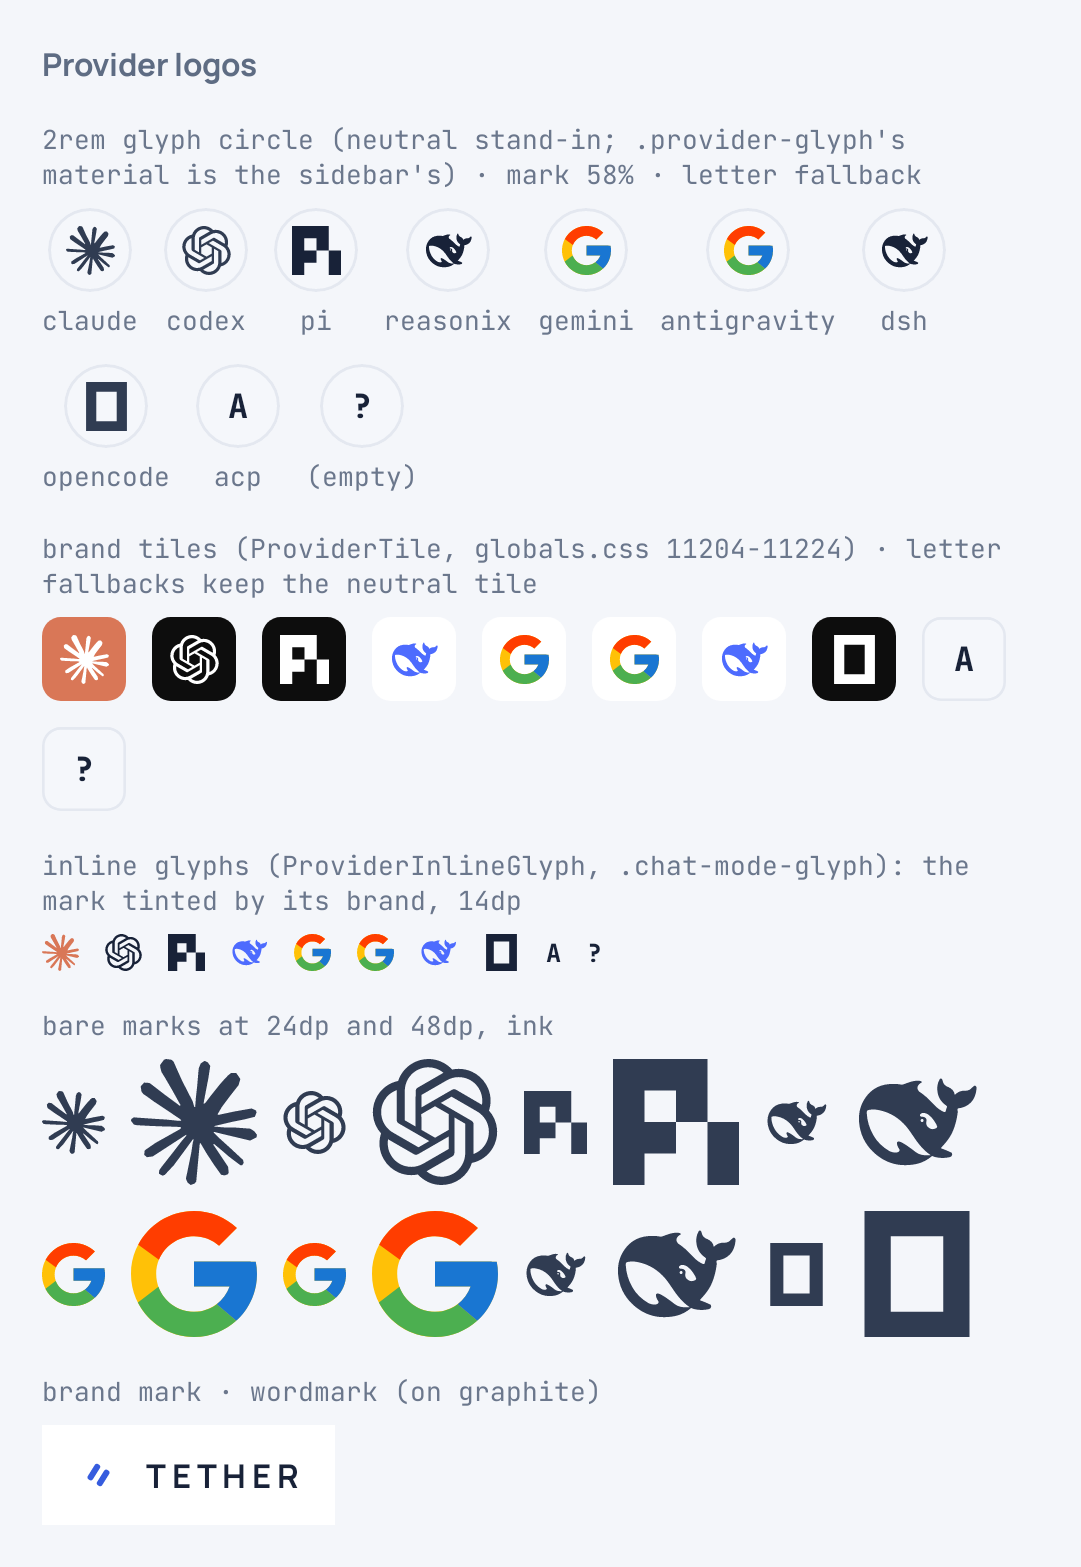 Provider logos
2rem glyph circle (neutral stand-in; .provider-glyph's
material is the sidebar's) · mark 58% · letter fallback
claude codex pi reasonix gemini antigravity dsh
A ?
opencode acp (empty)
brand tiles (ProviderTile, globals.css 11204-11224) · letter
fallbacks keep the neutral tile
A
?
inline glyphs (ProviderInlineGlyph, .chat-mode-glyph): the
mark tinted by its brand, 14dp
A ?
bare marks at 24dp and 48dp, ink
brand mark · wordmark (on graphite)
TETHER